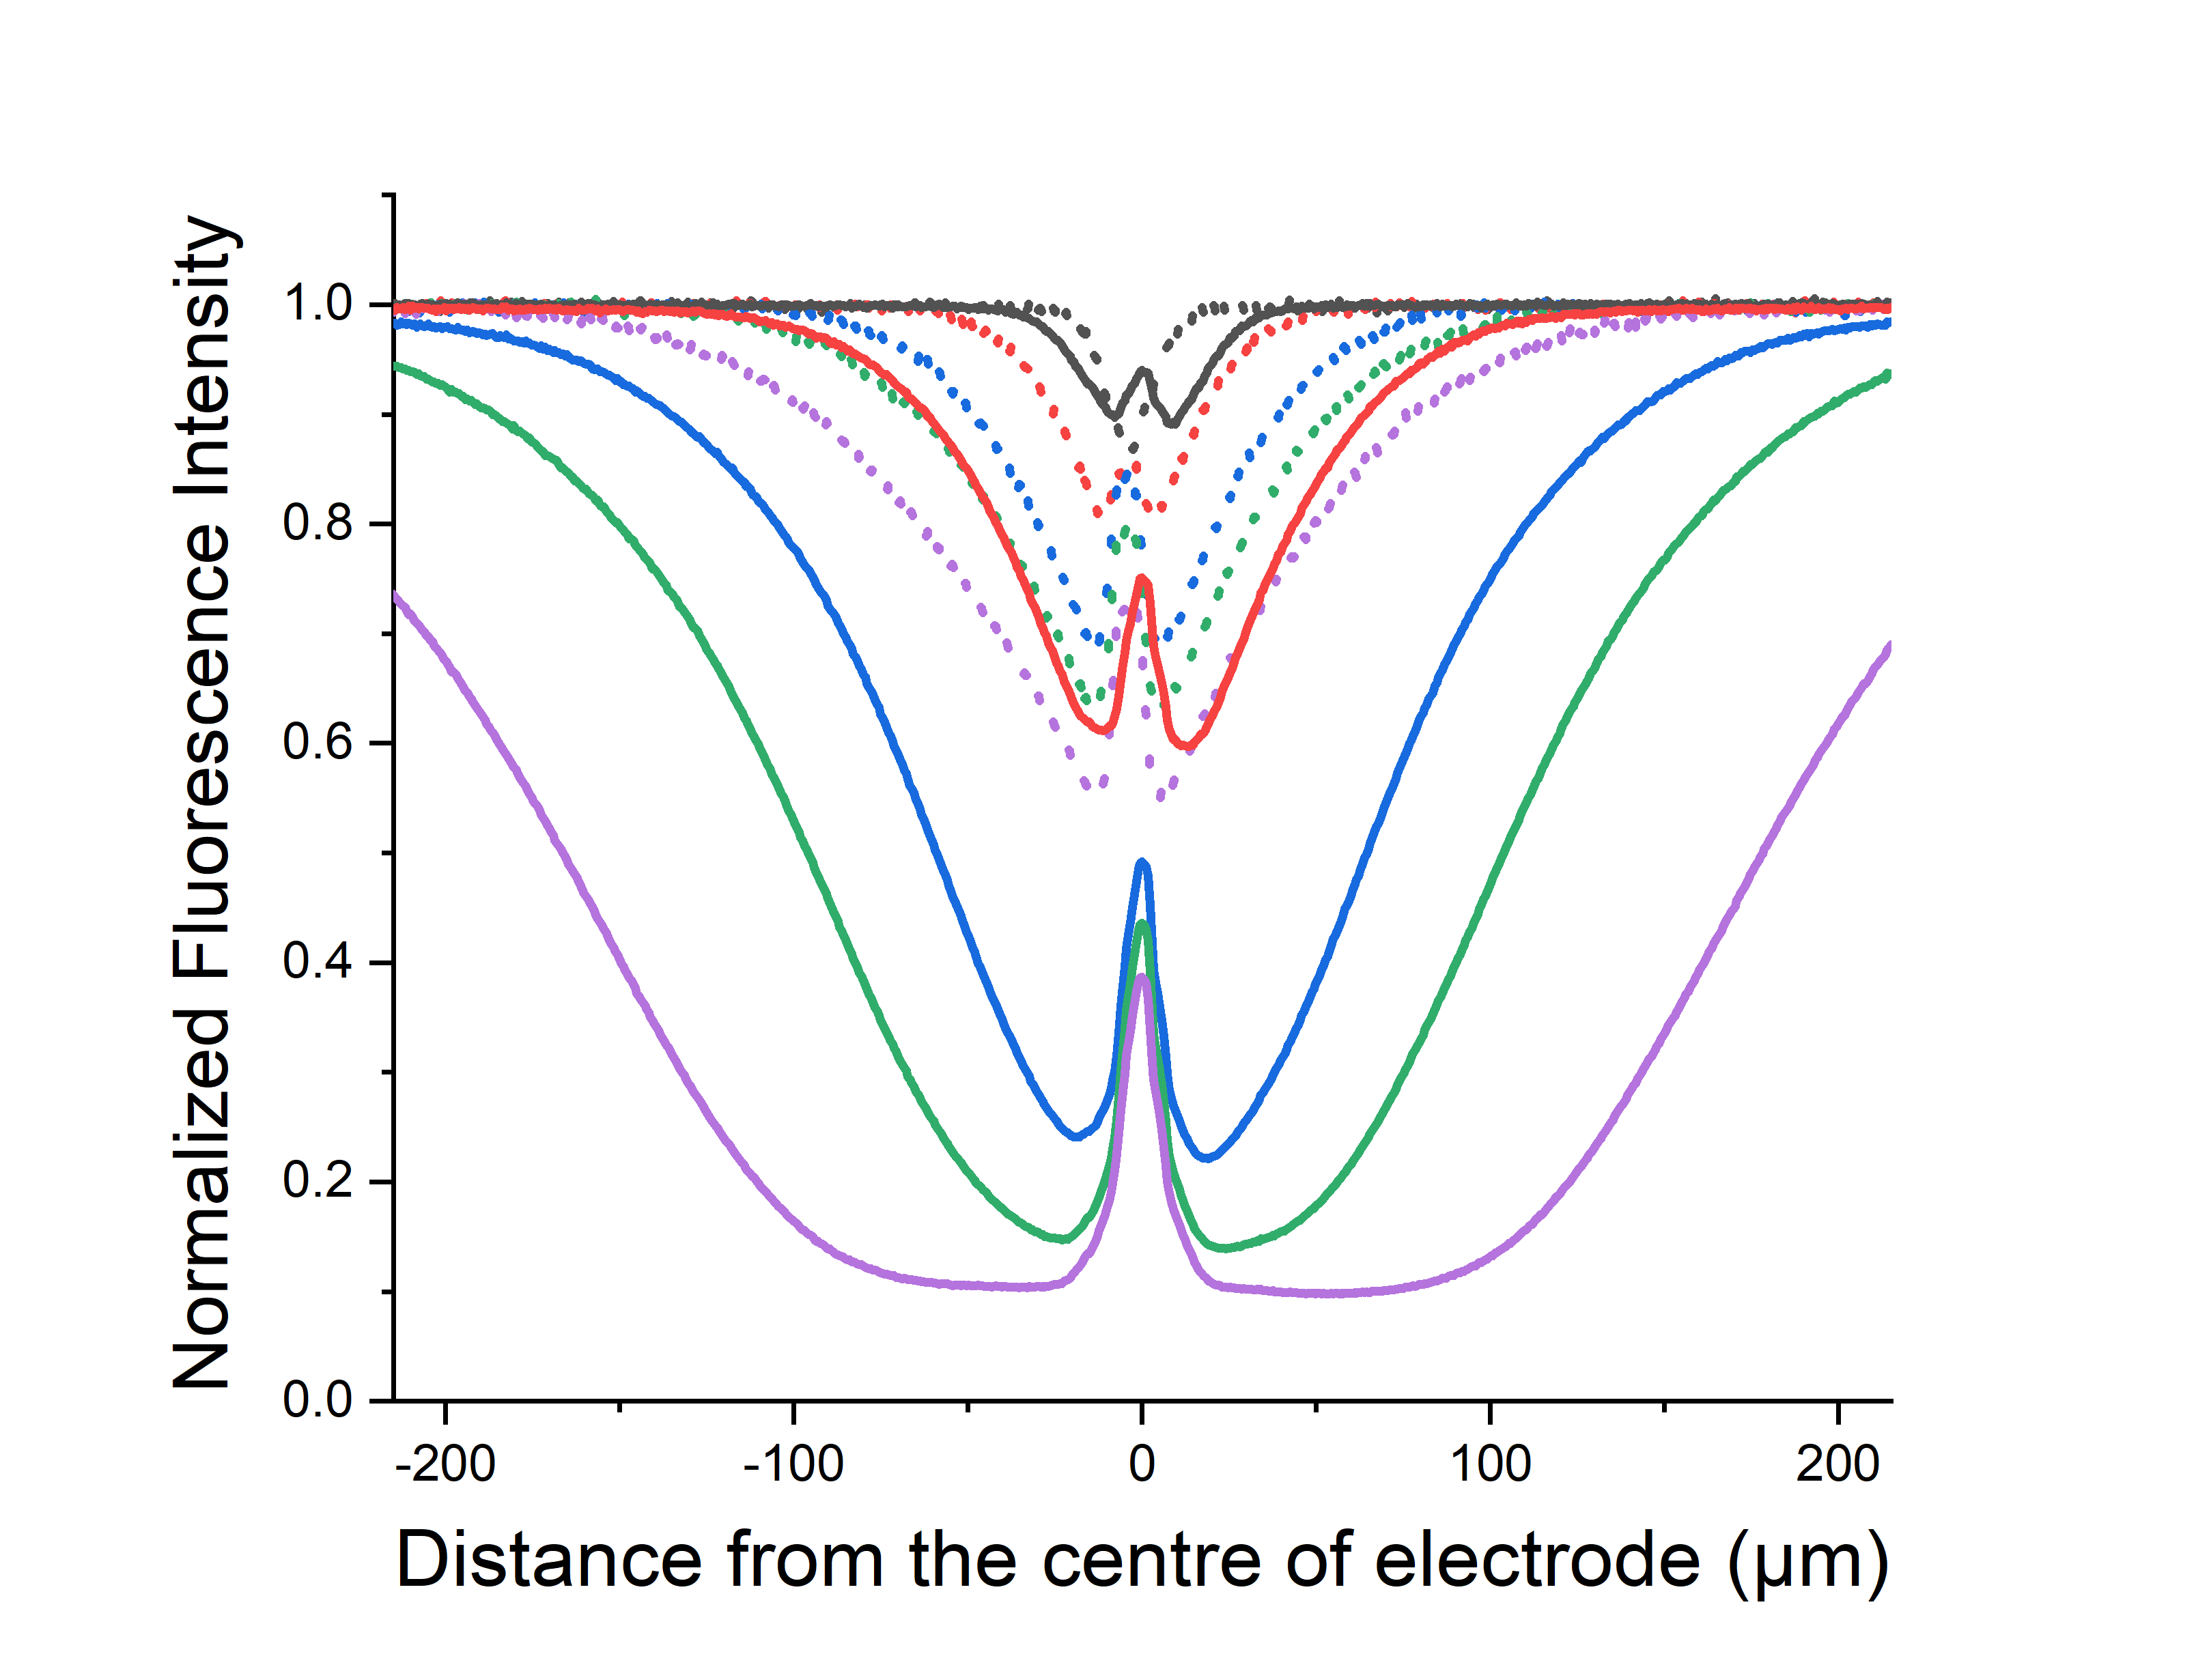 Normalized Fluorescence Intensity
1.0
0.8
0.6
0.4
0.2
0.0
-200 -100 0 100 200
Distance from the centre of electrode (μm)